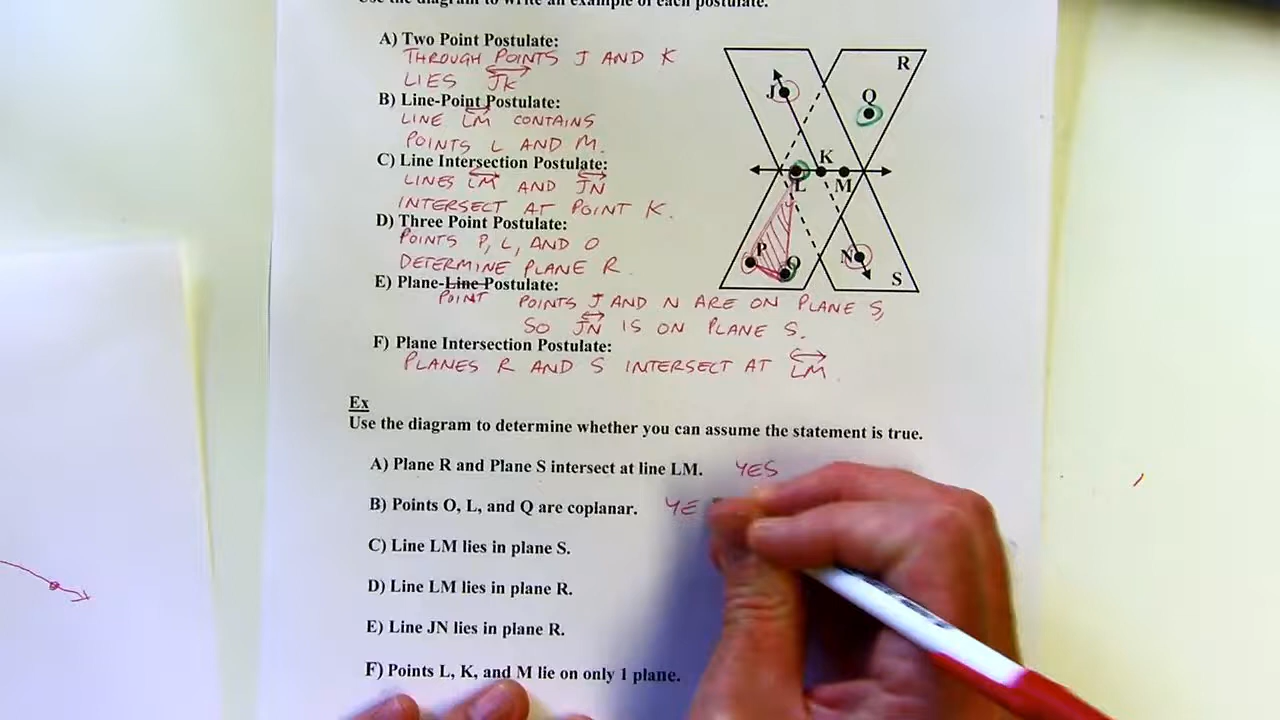 Use the diagram to write an example of each postulate.
A) Two Point Postulate:
THROUGH POINTS J AND K
LIES JK
B) Line-Point Postulate:
LINE LM CONTAINS
POINTS L AND M.
C) Line Intersection Postulate:
LINES LM AND JN
INTERSECT AT POINT K.
D) Three Point Postulate:
POINTS P, L, AND O
DETERMINE PLANE R.
E) Plane-Line Postulate:
POINT POINTS J AND N ARE ON PLANE S,
SO JN IS ON PLANE S.
F) Plane Intersection Postulate:
PLANES R AND S INTERSECT AT LM.
R
J
Q
K
L
M
P
O
N
S
Ex
Use the diagram to determine whether you can assume the statement is true.
A) Plane R and Plane S intersect at line LM. YES
B) Points O, L, and Q are coplanar. YE
C) Line LM lies in plane S.
D) Line LM lies in plane R.
E) Line JN lies in plane R.
F) Points L, K, and M lie on only 1 plane.